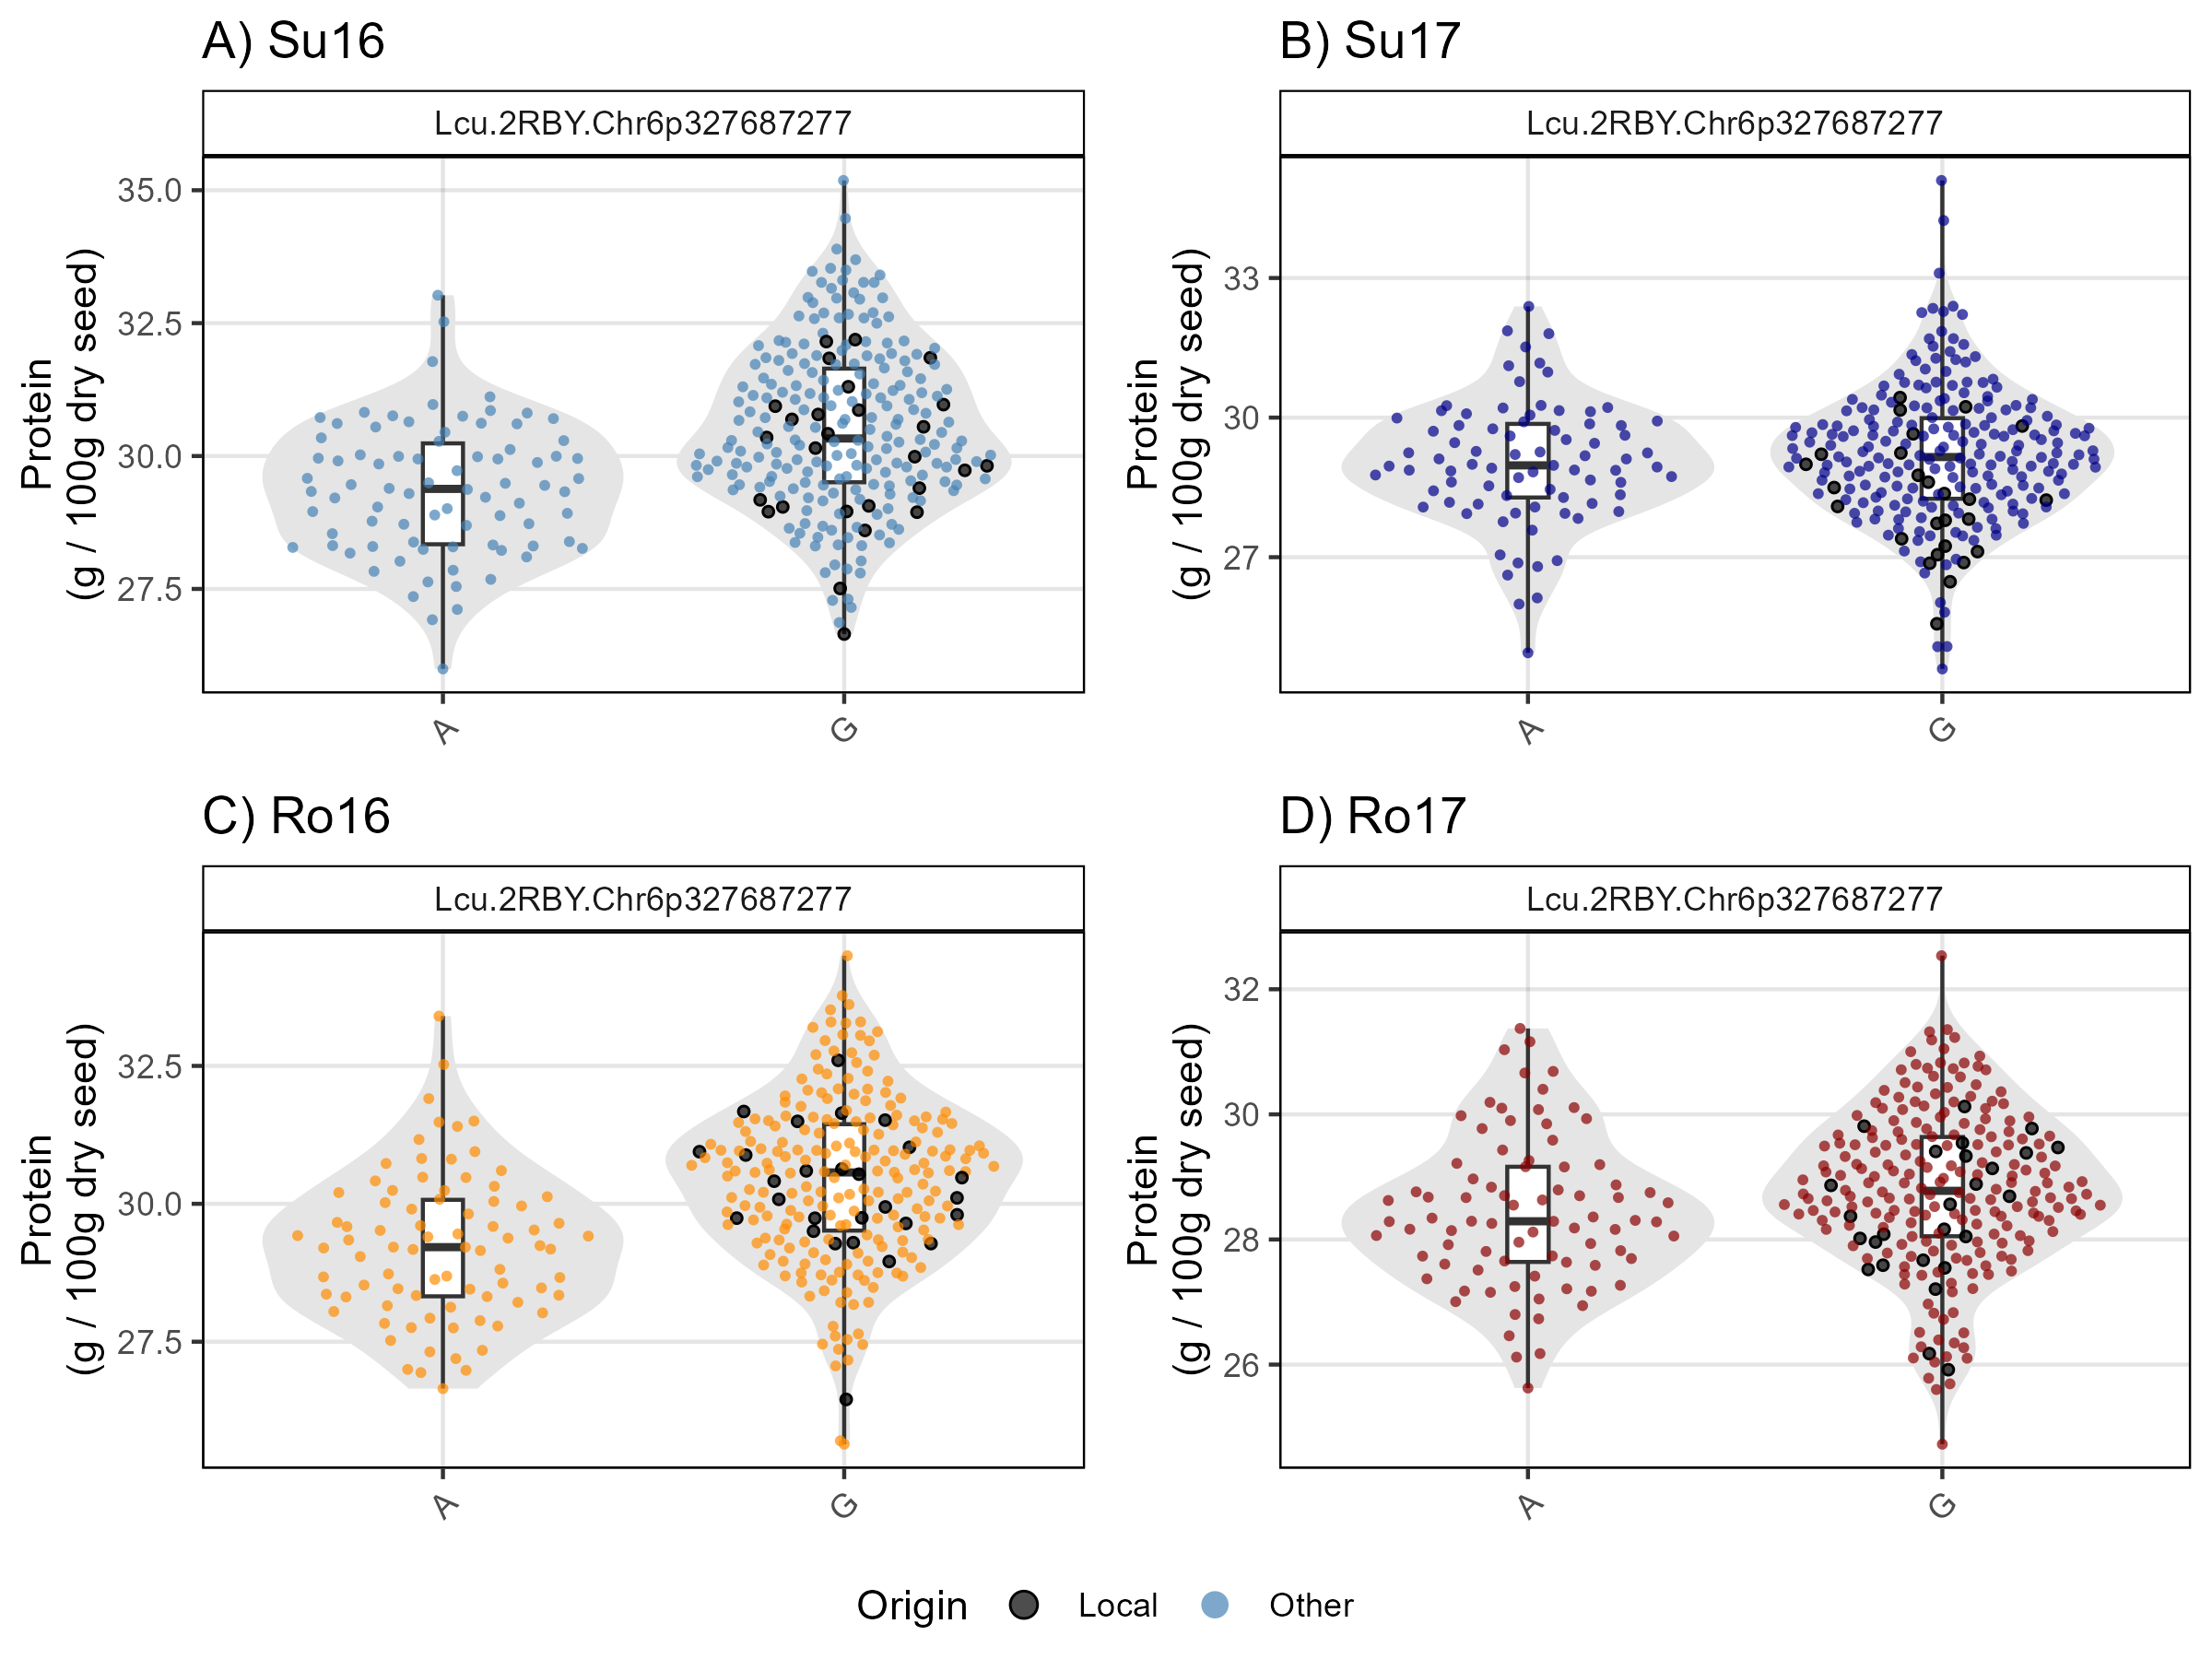 A) Su16
Lcu.2RBY.Chr6p327687277
Protein
(g / 100g dry seed)
35.0
32.5
30.0
27.5
A
G
B) Su17
Lcu.2RBY.Chr6p327687277
Protein
(g / 100g dry seed)
33
30
27
A
G
C) Ro16
Lcu.2RBY.Chr6p327687277
Protein
(g / 100g dry seed)
32.5
30.0
27.5
A
G
D) Ro17
Lcu.2RBY.Chr6p327687277
Protein
(g / 100g dry seed)
32
30
28
26
A
G
Origin Local Other